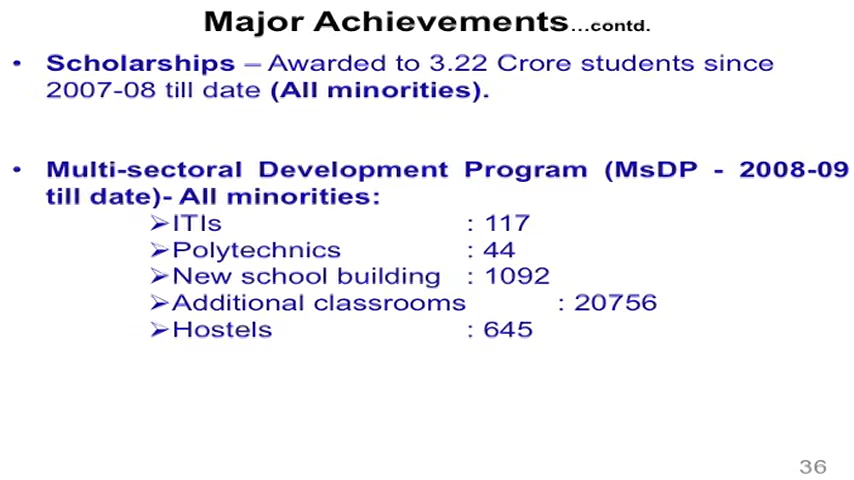 Major Achievements...contd.
• Scholarships – Awarded to 3.22 Crore students since
2007-08 till date (All minorities).
• Multi-sectoral Development Program (MsDP - 2008-09
till date)- All minorities:
➢ITIs : 117
➢Polytechnics : 44
➢New school building : 1092
➢Additional classrooms : 20756
➢Hostels : 645
36